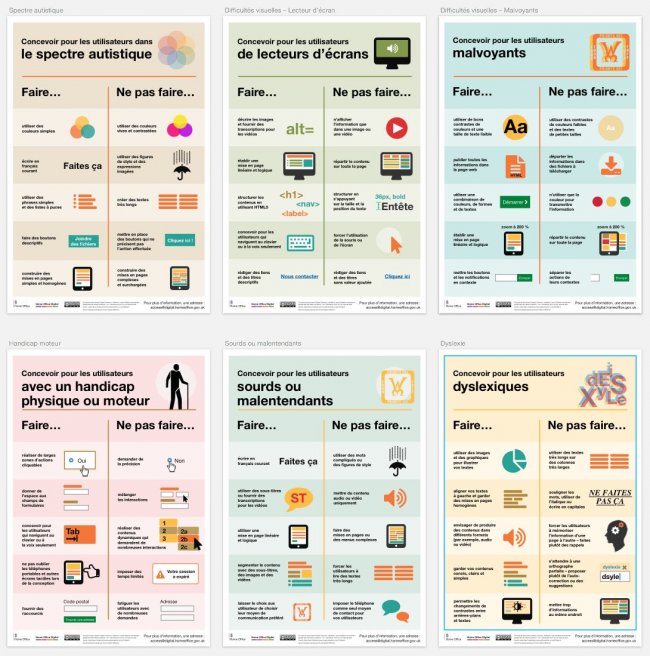 Spectre autistique
Concevoir pour les utilisateurs dans
le spectre autistique
Faire...
Ne pas faire...
utiliser des
couleurs simples
utiliser des couleurs
vives et contrastées
écrire en
français
courant
Faites ça
utiliser des figures
de style et des
expressions
imagées
utiliser des
phrases simples
et des listes à puces
créer des textes
très longs
faire des boutons
descriptifs
Joindre
des fichiers
mettre en place
des boutons qui ne
précisent pas
l'action effectuée
Cliquez ici !
construire des
mises en pages
simples et homogènes
construire des
mises en pages
complexes
et surchargées
Pour plus d'information, une adresse :
access@digital.homeoffice.gov.uk
Difficultés visuelles – Lecteur d'écran
Concevoir pour les utilisateurs
de lecteurs d'écrans
Faire...
Ne pas faire...
décrire les images
et fournir des
transcriptions pour les
vidéos
alt=
n'afficher
l'information que
dans une image ou
une vidéo
établir une
mise en page
linéaire et logique
répartir le contenu
sur toute la page
structurer les
contenus en
utilisant HTML5
<h1>
<nav>
<label>
structurer en
s'appuyant
sur la taille et la
position du texte
36px, bold
Entête
concevoir pour les
utilisateurs qui
naviguent au clavier
ou à la voix seulement
forcer l'utilisation
de la souris ou
de l'écran
rédiger des liens
et des titres
descriptifs
Nous contacter
rédiger des liens
et des titres
sans valeur ajoutée
Cliquez ici
Pour plus d'information, une adresse :
access@digital.homeoffice.gov.uk
Difficultés visuelles – Malvoyants
Concevoir pour les utilisateurs
malvoyants
Faire...
Ne pas faire...
utiliser de bons
contrastes de
couleurs et une
taille de texte lisible
Aa
utiliser des contrastes
de couleurs faibles
et des textes
de petites tailles
Aa
publier toutes les
informations dans
la page web
HTML
déporter les
informations dans
des fichiers à
télécharger
utiliser une
combinaison de
couleurs, de formes
et de textes
Démarrer
n'utiliser que la
couleur pour
transmettre
l'information
établir une
mise en page
linéaire et logique
zoom à 200 %
répartir le contenu
sur toute la page
zoom à 200 %
mettre les boutons
et les notifications
en contexte
séparer les
actions de leurs
contextes
Pour plus d'information, une adresse :
access@digital.homeoffice.gov.uk
Handicap moteur
Concevoir pour les utilisateurs
avec un handicap
physique ou moteur
Faire...
Ne pas faire...
réaliser de larges
zones d'actions
cliquables
Oui
demander de
la précision
Non
donner de
l'espace aux
champs de
formulaires
mélanger
les interactions
concevoir pour
les utilisateurs
qui naviguent au
clavier ou à
la voix seulement
Tab
réaliser des
contenus
dynamiques qui
demandent de
nombreuses interactions
1
2
2a
3
2b
2c
ne pas oublier
les téléphones
portables et autres
écrans tactiles lors
de la conception
imposer des
temps limités
Votre session
a expiré
fournir des
raccourcis
Code postal
fatiguer les
utilisateurs avec
de nombreuses
demandes
Adresse
Pour plus d'information, une adresse :
access@digital.homeoffice.gov.uk
Sourds ou malentendants
Concevoir pour les utilisateurs
sourds ou
malentendants
Faire...
Ne pas faire...
écrire en
français courant
Faites ça
utiliser des mots
compliqués ou
des figures de style
utiliser des sous-titres
ou fournir des
transcriptions
pour les vidéos
ST
mettre du contenu
audio ou vidéo
uniquement
utiliser une
mise en page
linéaire et logique
faire des
mises en pages
et des menus complexes
segmenter le contenu
avec des sous-titres,
des images et des
vidéos
forcer les
utilisateurs à
lire des textes
très longs
laisser le choix aux
utilisateur de choisir
leur moyen de
communication préféré
imposer le téléphone
comme seul moyen de
contact pour les
utilisateurs
Pour plus d'information, une adresse :
access@digital.homeoffice.gov.uk
Dyslexie
Concevoir pour les utilisateurs
dyslexiques
Faire...
Ne pas faire...
utiliser des images
et des graphiques
pour illustrer
vos textes
utiliser des textes
très longs sur
des colonnes
très larges
aligner vos textes
à gauche et garder
des mises en pages
homogènes
souligner les
mots, utiliser de
l'italique ou
écrire en capitales
NE FAITES
PAS ÇA
envisager de produire
des contenus dans
différents formats
(par exemple, audio
ou vidéo)
forcer les utilisateurs
à mémoriser
l'information d'une
page à l'autre – faites
plutôt des rappels
garder vos contenus
concis, clairs et
simples
s'attendre à une
orthographe
parfaite – proposer
plutôt de l'auto-
correction ou des
suggestions
dyslexie
dsyle
permettre les
changements de
contrastes entre
arrières-plans
et textes
mettre trop
d'informations
au même endroit
Pour plus d'information, une adresse :
access@digital.homeoffice.gov.uk